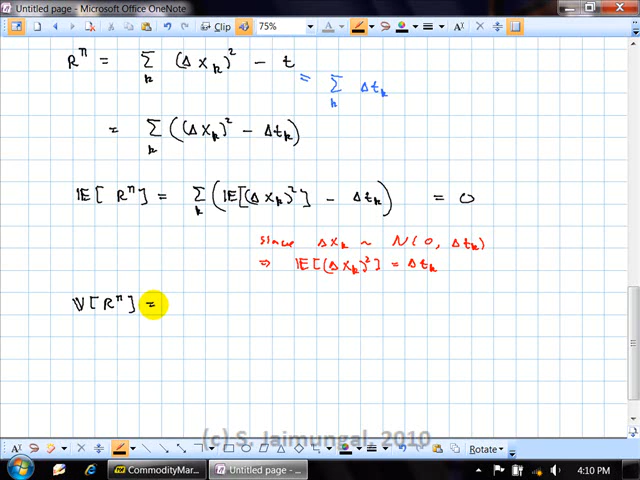 Untitled page - Microsoft Office OneNote
Clip 75%
R^π = Σ_k (ΔX_k)² - t
= Σ_k Δt_k
= Σ_k ((ΔX_k)² - Δt_k)
𝔼[R^π] = Σ_k (𝔼[(ΔX_k)²] - Δt_k) = 0
since ΔX_k ~ N(0, Δt_k)
⇒ 𝔼[(ΔX_k)²] = Δt_k
𝕍[R^π] =
(c) S. Jaimungal, 2010
Rotate
CommodityMar... Untitled page - ... 4:10 PM